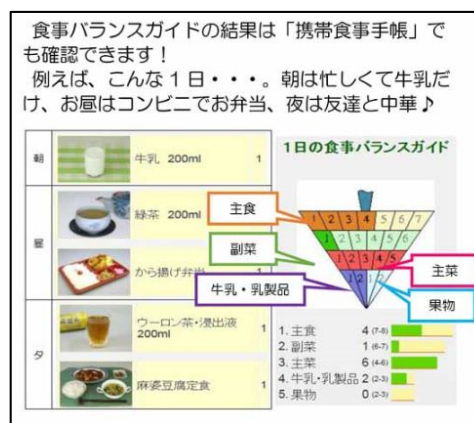 食事バランスガイドの結果は「携帯食事手帳」で
も確認できます！
例えば、こんな1日・・・。朝は忙しくて牛乳だ
け、お昼はコンビニでお弁当、夜は友達と中華♪
朝
牛乳 200ml 1
昼
緑茶 200ml 1
から揚げ弁当 1
夕
ウーロン茶・浸出液 1
200ml
麻婆豆腐定食 1
1日の食事バランスガイド
主食
副菜
主菜
牛乳・乳製品
果物
1 2 3 4 5 6 7
1 2 3 4 5 6
1 2 3 4 5
1 2 1 2
1. 主食 4 (7-8)
2. 副菜 1 (6-7)
3. 主菜 6 (4-6)
4. 牛乳・乳製品 2 (2-3)
5. 果物 0 (2-3)